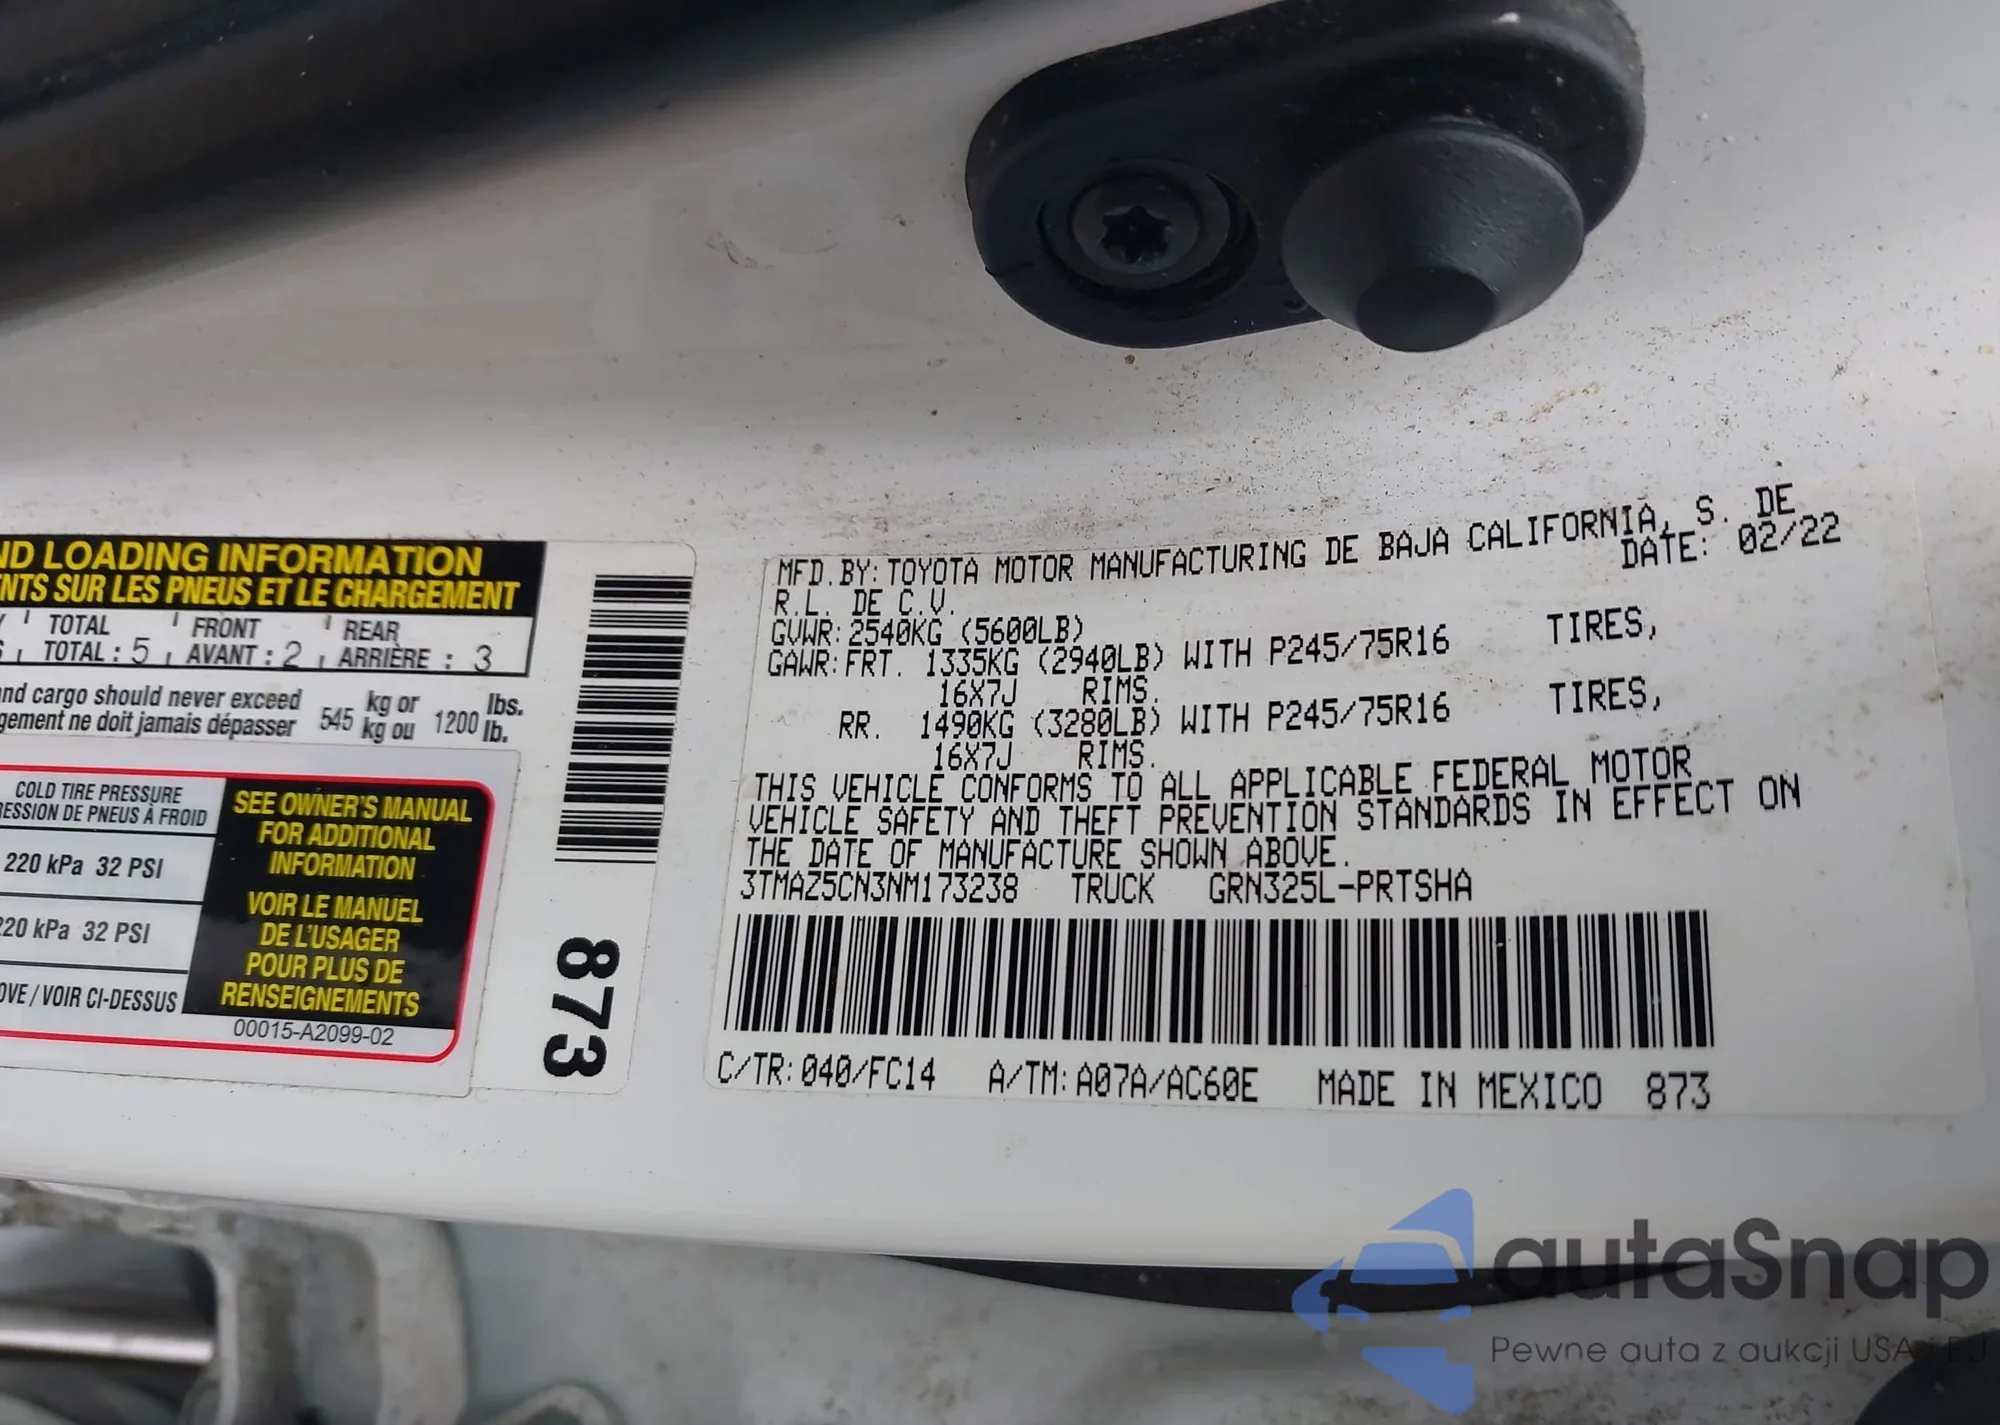 ND LOADING INFORMATION
NTS SUR LES PNEUS ET LE CHARGEMENT
TOTAL FRONT REAR
TOTAL : 5 AVANT : 2 ARRIÈRE : 3
and cargo should never exceed 545 kg or 1200 lbs.
gement ne doit jamais dépasser kg ou lb.
COLD TIRE PRESSURE
RESSION DE PNEUS À FROID
220 kPa 32 PSI
220 kPa 32 PSI
OVE / VOIR CI-DESSUS
SEE OWNER'S MANUAL
FOR ADDITIONAL
INFORMATION
VOIR LE MANUEL
DE L'USAGER
POUR PLUS DE
RENSEIGNEMENTS
00015-A2099-02
873
MFD. BY: TOYOTA MOTOR MANUFACTURING DE BAJA CALIFORNIA, S. DE
R.L. DE C.V. DATE: 02/22
GVWR: 2540KG (5600LB)
GAWR: FRT. 1335KG (2940LB) WITH P245/75R16 TIRES,
16X7J RIMS.
RR. 1490KG (3280LB) WITH P245/75R16 TIRES,
16X7J RIMS.
THIS VEHICLE CONFORMS TO ALL APPLICABLE FEDERAL MOTOR
VEHICLE SAFETY AND THEFT PREVENTION STANDARDS IN EFFECT ON
THE DATE OF MANUFACTURE SHOWN ABOVE.
3TMAZ5CN3NM173238 TRUCK GRN325L-PRTSHA
C/TR: 040/FC14 A/TM: A07A/AC60E MADE IN MEXICO 873
autaSnap
Pewne auta z aukcji USA i EU